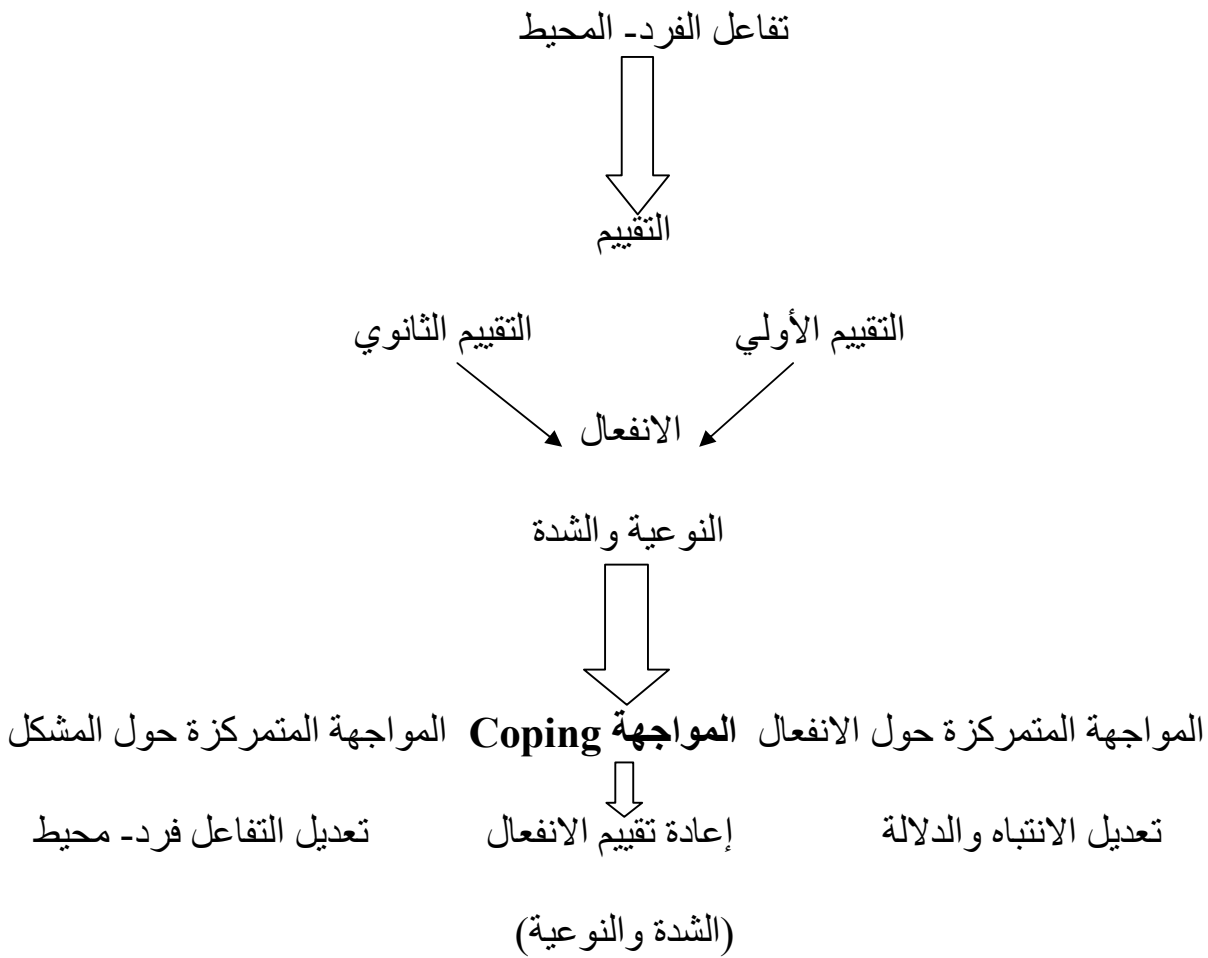 تفاعل الفرد- المحيط
التقييم
التقييم الأولي التقييم الثانوي
الانفعال
النوعية والشدة
المواجهة المتمركزة حول الانفعال المواجهة Coping المواجهة المتمركزة حول المشكل
تعديل الانتباه والدلالة إعادة تقييم الانفعال تعديل التفاعل فرد- محيط
(الشدة والنوعية)